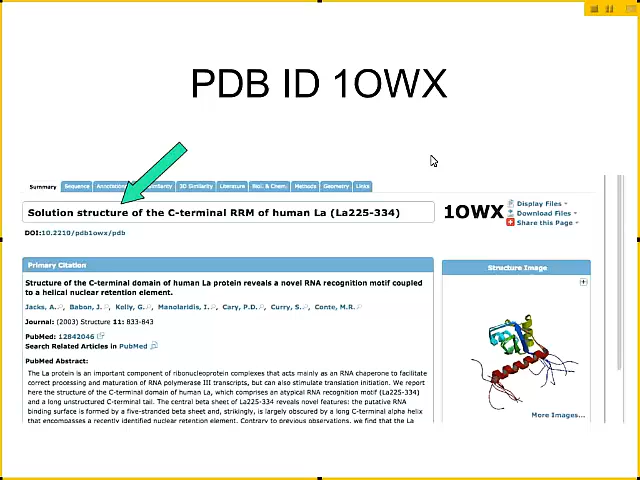 PDB ID 1OWX
Summary Sequence Annotations Similarity 3D Similarity Literature Biol. & Chem. Methods Geometry Links
Solution structure of the C-terminal RRM of human La (La225-334)
1OWX
Display Files
Download Files
Share this Page
DOI:10.2210/pdb1owx/pdb
Primary Citation
Structure of the C-terminal domain of human La protein reveals a novel RNA recognition motif coupled
to a helical nuclear retention element.
Jacks, A., Babon, J., Kelly, G., Manolaridis, I., Cary, P.D., Curry, S., Conte, M.R.
Journal: (2003) Structure 11: 833-843
PubMed: 12842046
Search Related Articles in PubMed
PubMed Abstract:
The La protein is an important component of ribonucleoprotein complexes that acts mainly as an RNA chaperone to facilitate
correct processing and maturation of RNA polymerase III transcripts, but can also stimulate translation initiation. We report
here the structure of the C-terminal domain of human La, which comprises an atypical RNA recognition motif (La225-334)
and a long unstructured C-terminal tail. The central beta sheet of La225-334 reveals novel features: the putative RNA
binding surface is formed by a five-stranded beta sheet and, strikingly, is largely obscured by a long C-terminal alpha helix
that encompasses a recently identified nuclear retention element. Contrary to previous observations, we find that the La
Structure Image
More Images...